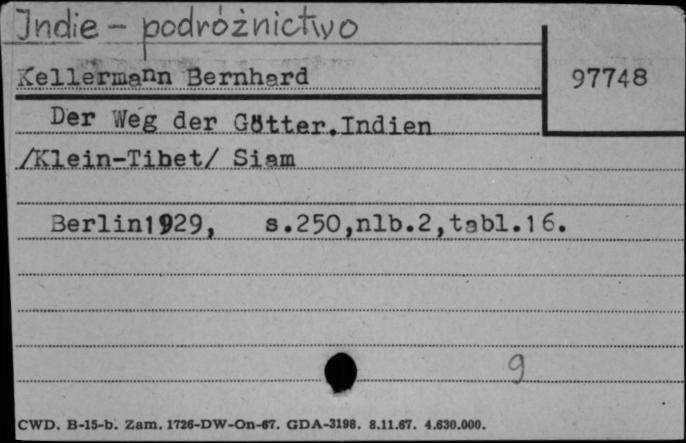 Indie - podróżnictwo
Kellermann Bernhard
97748
Der Weg der Götter.Indien
/Klein-Tibet/ Siam
Berlin1929, s.250,nlb.2,tabl.16.
9
CWD. B-15-b. Zam. 1726-DW-On-67. GDA-3198. 8.11.67. 4.630.000.